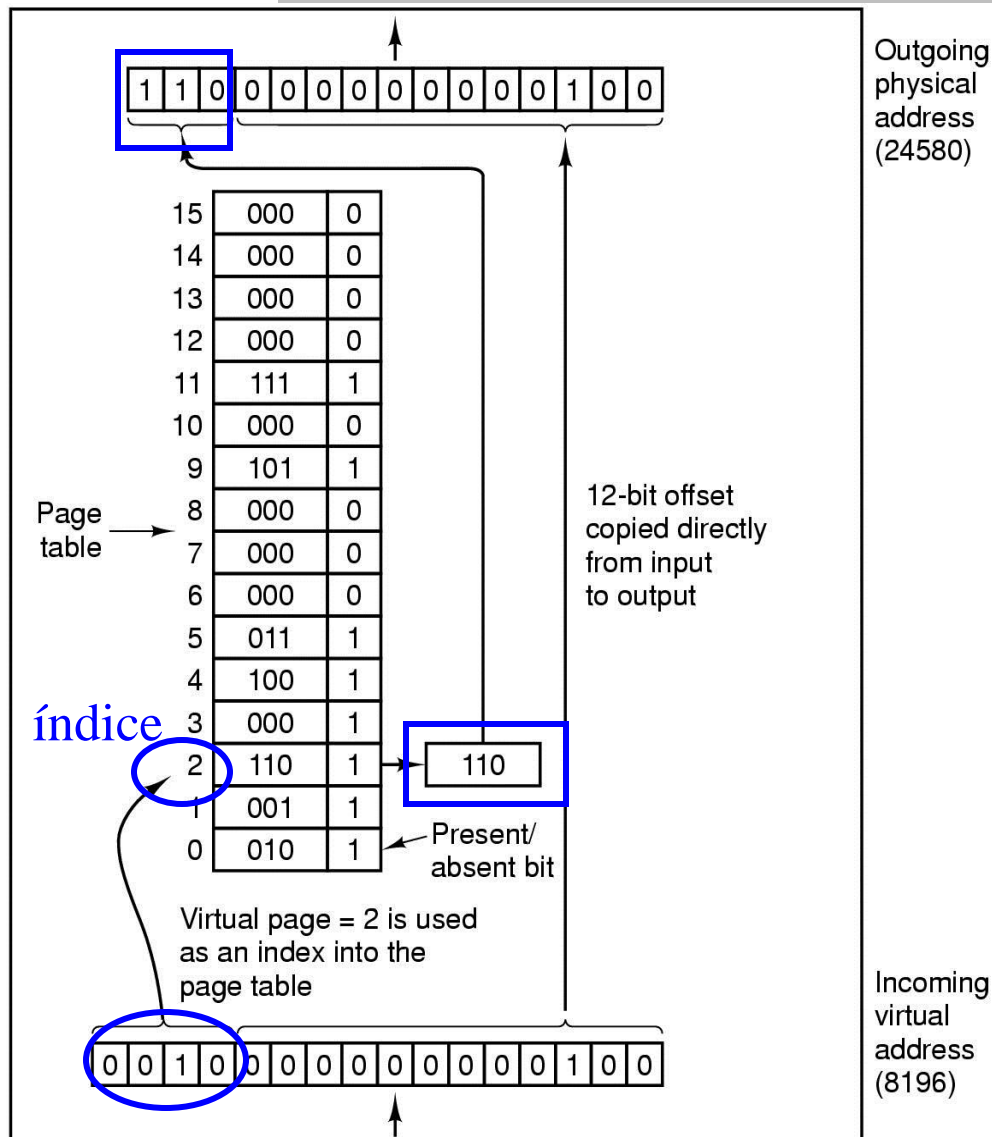 Outgoing
physical
address
(24580)
1 1 0 0 0 0 0 0 0 0 0 0 1 0 0
15 000 0
14 000 0
13 000 0
12 000 0
11 111 1
10 000 0
9 101 1
8 000 0
7 000 0
6 000 0
5 011 1
4 100 1
3 000 1
2 110 1
1 001 1
0 010 1
Page
table
12-bit offset
copied directly
from input
to output
índice
110
Present/
absent bit
Virtual page = 2 is used
as an index into the
page table
0 0 1 0 0 0 0 0 0 0 0 0 0 1 0 0
Incoming
virtual
address
(8196)